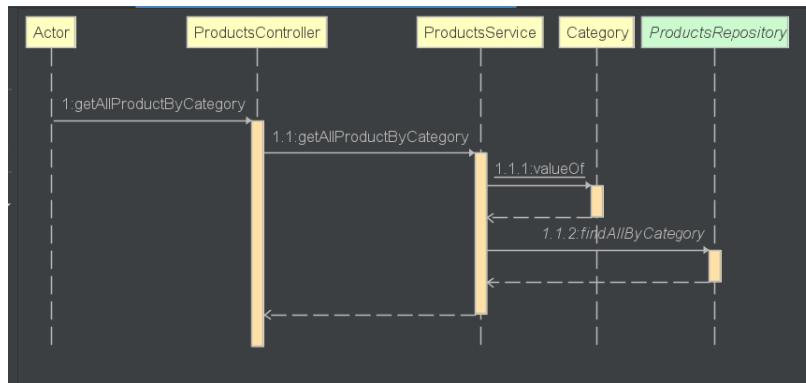 Actor
ProductsController
ProductsService
Category
ProductsRepository
1:getAllProductByCategory
1.1:getAllProductByCategory
1.1.1:valueOf
1.1.2:findAllByCategory